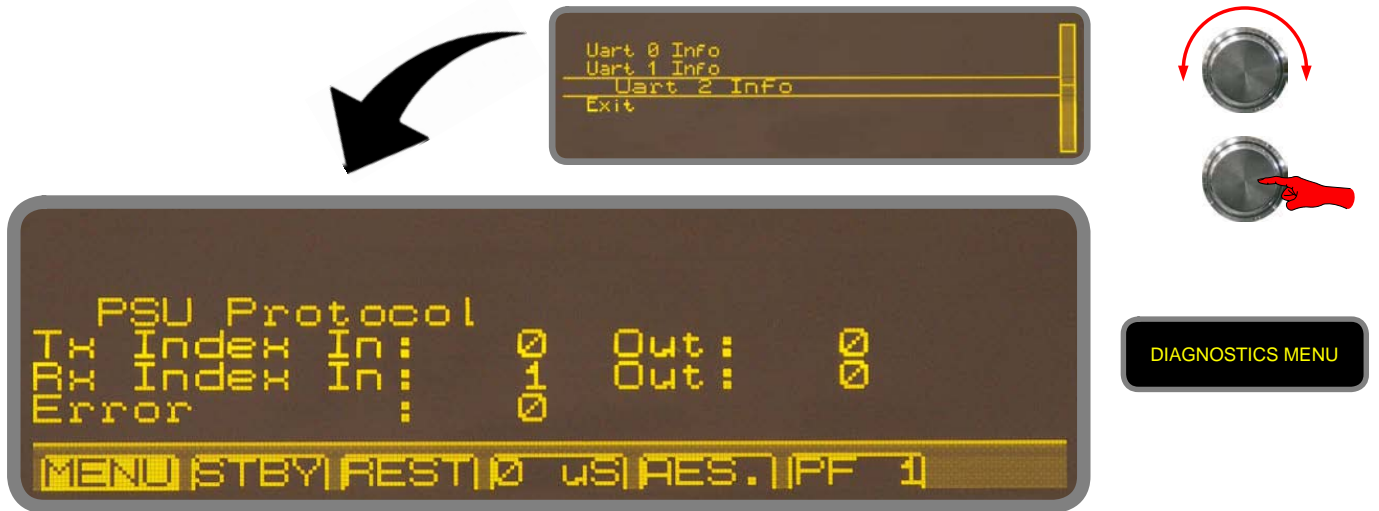 Uart 0 Info
Uart 1 Info
Uart 2 Info
Exit
PSU Protocol
Tx Index In: 0 Out: 0
Rx Index In: 1 Out: 0
Error : 0
DIAGNOSTICS MENU
MENU STBY REST 0 uS AES. PF 1